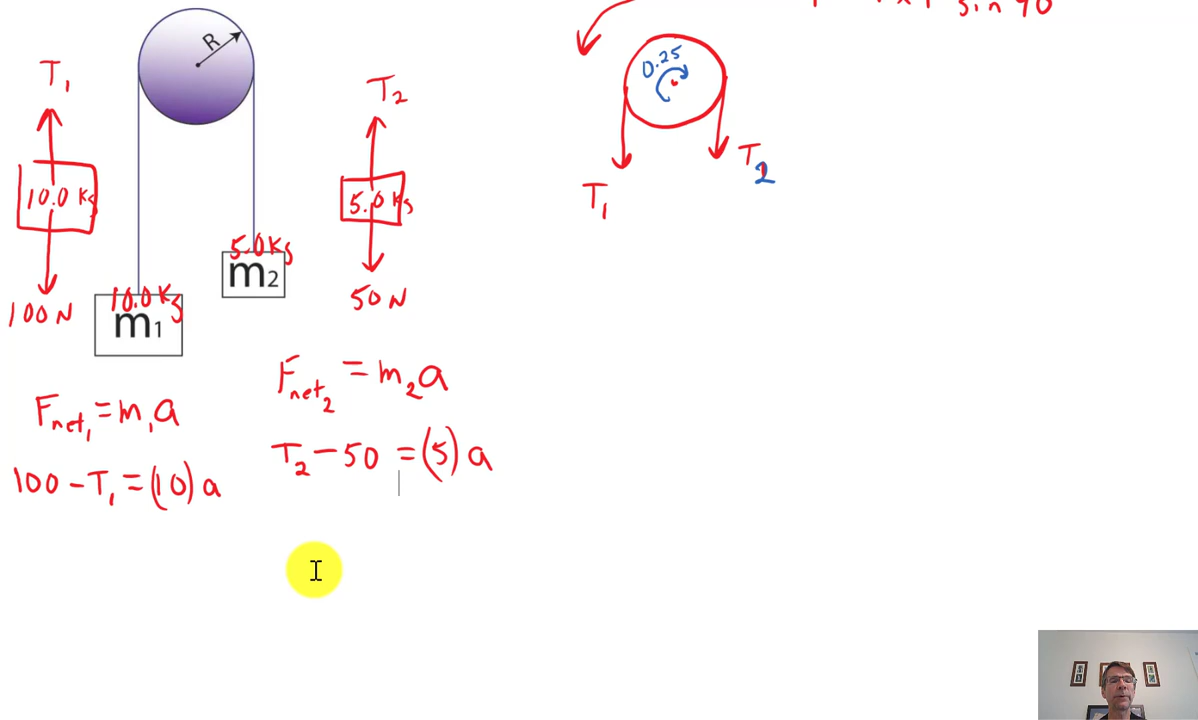 sin 90
R
T₁
10.0 Kg
100 N
10.0 Kg
m₁
5.0 Kg
m₂
T₂
5.0 Kg
50 N
0.25
T₁
T₂
Fnet₁ = m₁a
100 - T₁ = (10) a
Fnet₂ = m₂a
T₂ - 50 = (5) a